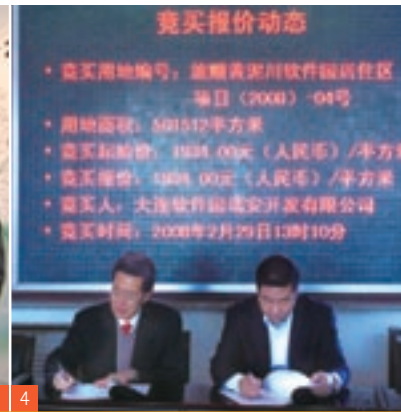 竞买报价动态
• 竞买用地编号：旅顺黄泥川软件园居住区
项目（2008）-04号
• 用地面积：501512平方米
• 竞买起始价：1934.00元（人民币）/平方米
• 竞买报价：1934.00元（人民币）/平方米
• 竞买人：大连软件园 开发有限公司
• 竞买时间：2008年2月29日13时10分
4